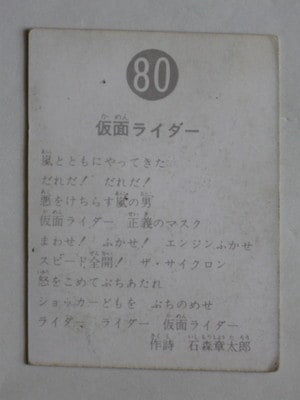 80
仮面ライダー
嵐とともにやってきた
だれだ! だれだ!
悪をけちらす嵐の男
仮面ライダー 正義のマスク
まわせ! ふかせ! エンジンふかせ
スピード全開! ザ・サイクロン
怒をこめてぶちあたれ
ショッカーどもを ぶちのめせ
ライダー ライダー 仮面ライダー
作詩 石森章太郎